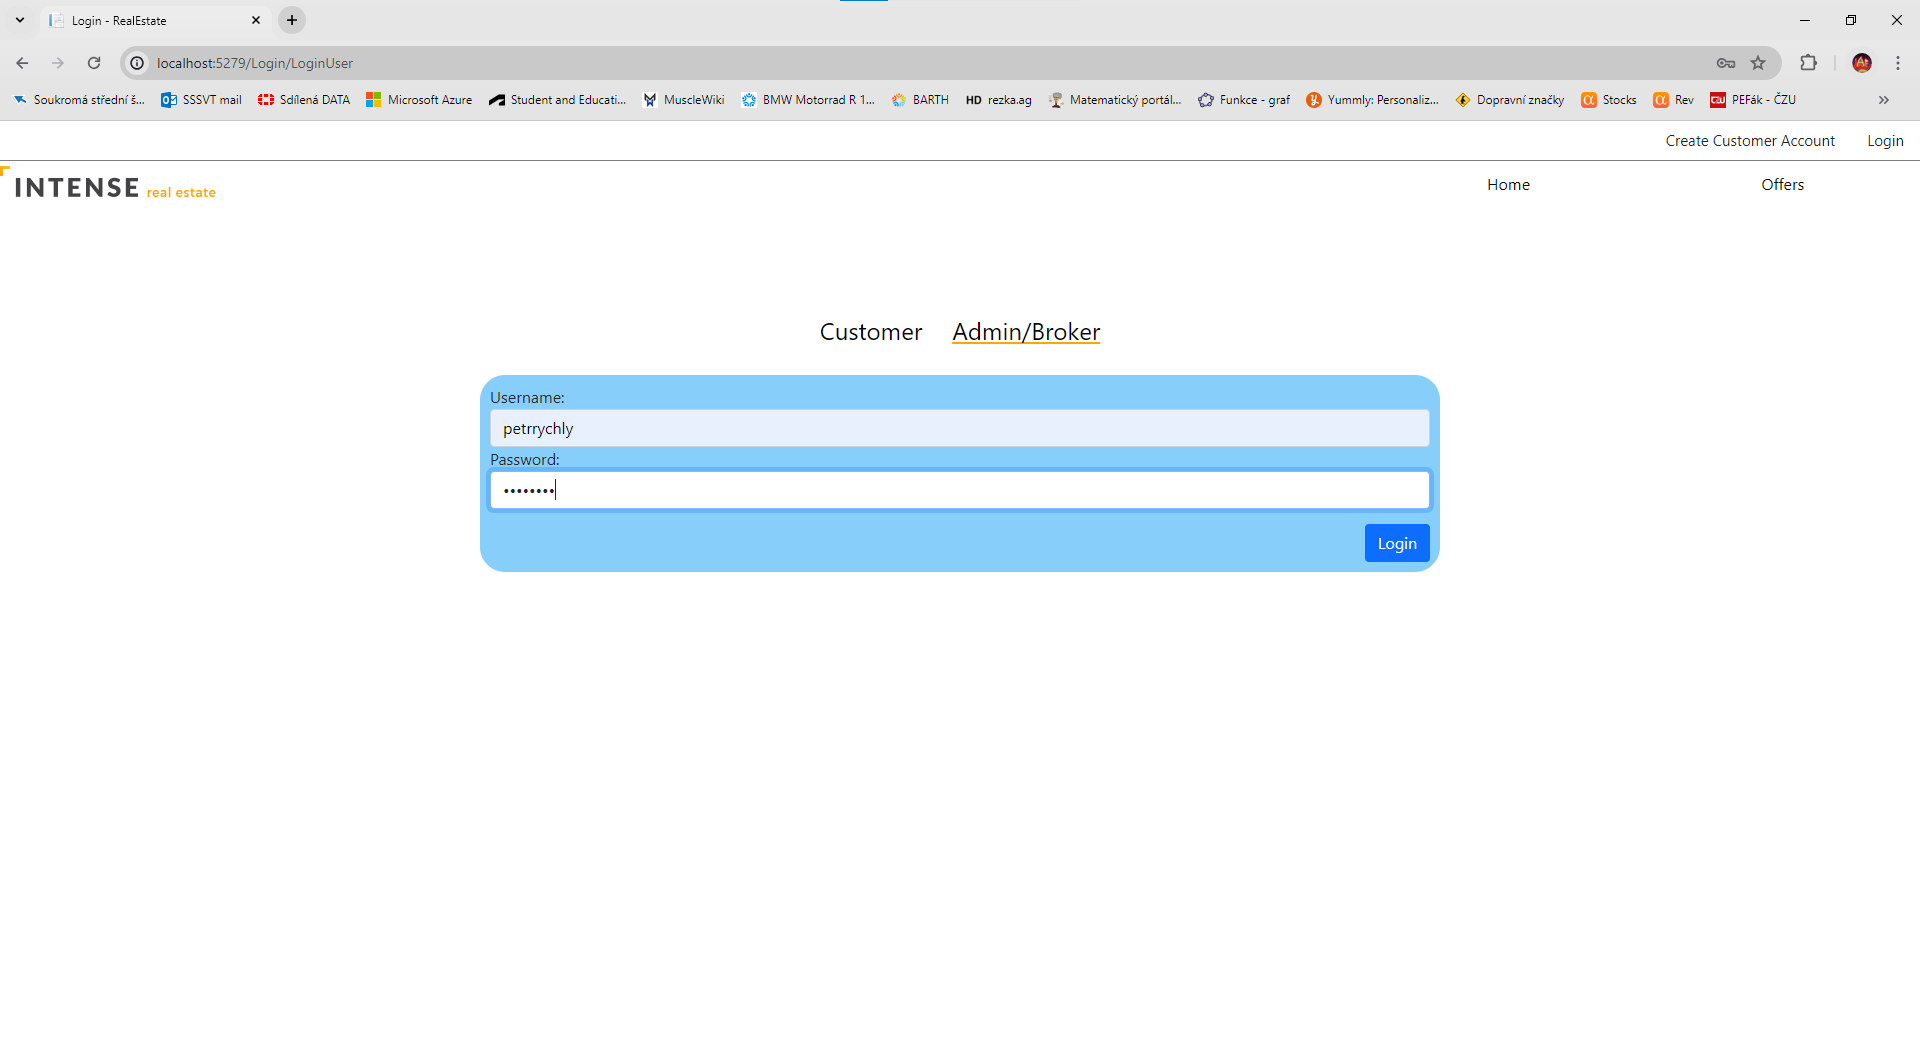 Login - RealEstate
localhost:5279/Login/LoginUser
Soukromá střední š... SSSVT mail Sdílená DATA Microsoft Azure Student and Educati... MuscleWiki BMW Motorrad R 1... BARTH HD rezka.ag Matematický portál... Funkce - graf Yummly: Personaliz... Dopravní značky Stocks Rev PEFák - ČZU
Create Customer Account Login
INTENSE real estate Home Offers
Customer Admin/Broker
Username:
petrrychly
Password:
••••••••
Login